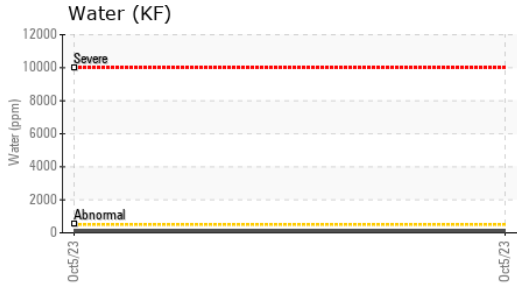 Water (KF)
12000
Severe
10000
8000
Water (ppm)
6000
4000
2000
Abnormal
0
Oct5/23
Oct5/23